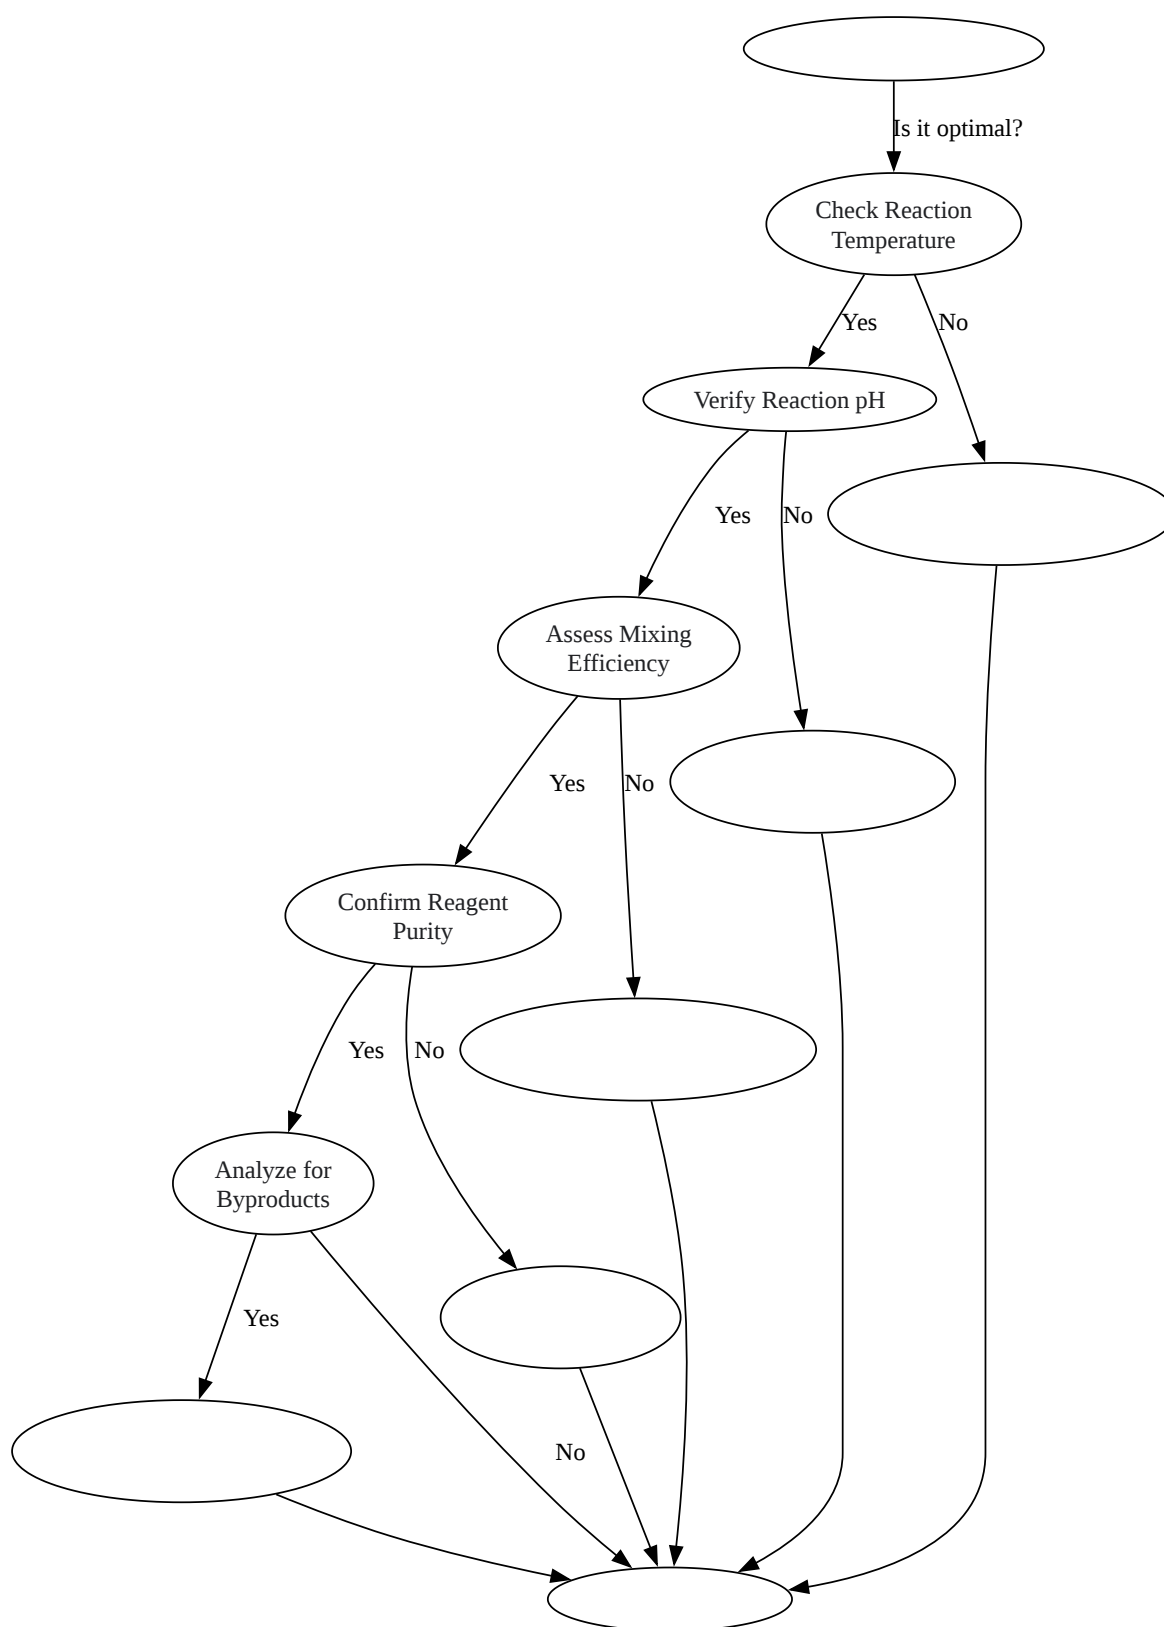 Is it optimal?
Check Reaction
Temperature
Yes
No
Verify Reaction pH
Yes
No
Assess Mixing
Efficiency
Yes
No
Confirm Reagent
Purity
Yes
No
Analyze for
Byproducts
Yes
No